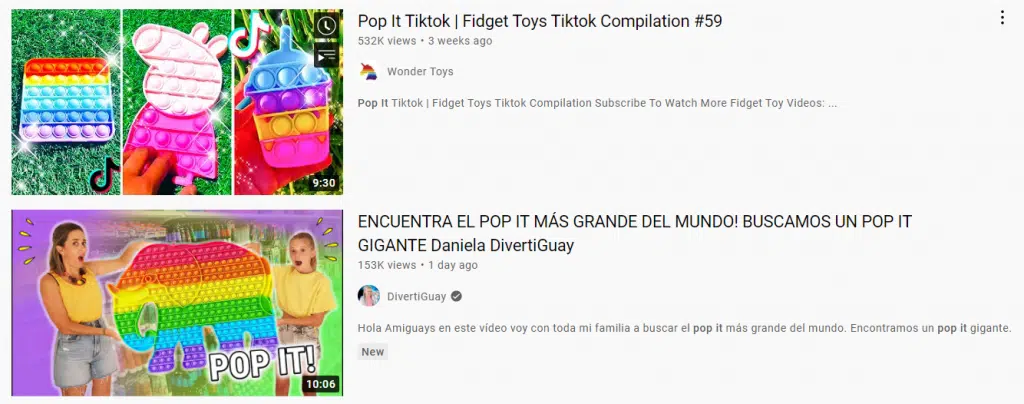 Pop It Tiktok | Fidget Toys Tiktok Compilation #59
532K views • 3 weeks ago
Wonder Toys
Pop It Tiktok | Fidget Toys Tiktok Compilation Subscribe To Watch More Fidget Toy Videos: ...
9:30
ENCUENTRA EL POP IT MÁS GRANDE DEL MUNDO! BUSCAMOS UN POP IT
GIGANTE Daniela DivertiGuay
153K views • 1 day ago
DivertiGuay
Hola Amiguays en este vídeo voy con toda mi familia a buscar el pop it más grande del mundo. Encontramos un pop it gigante.
New
POP IT!
10:06